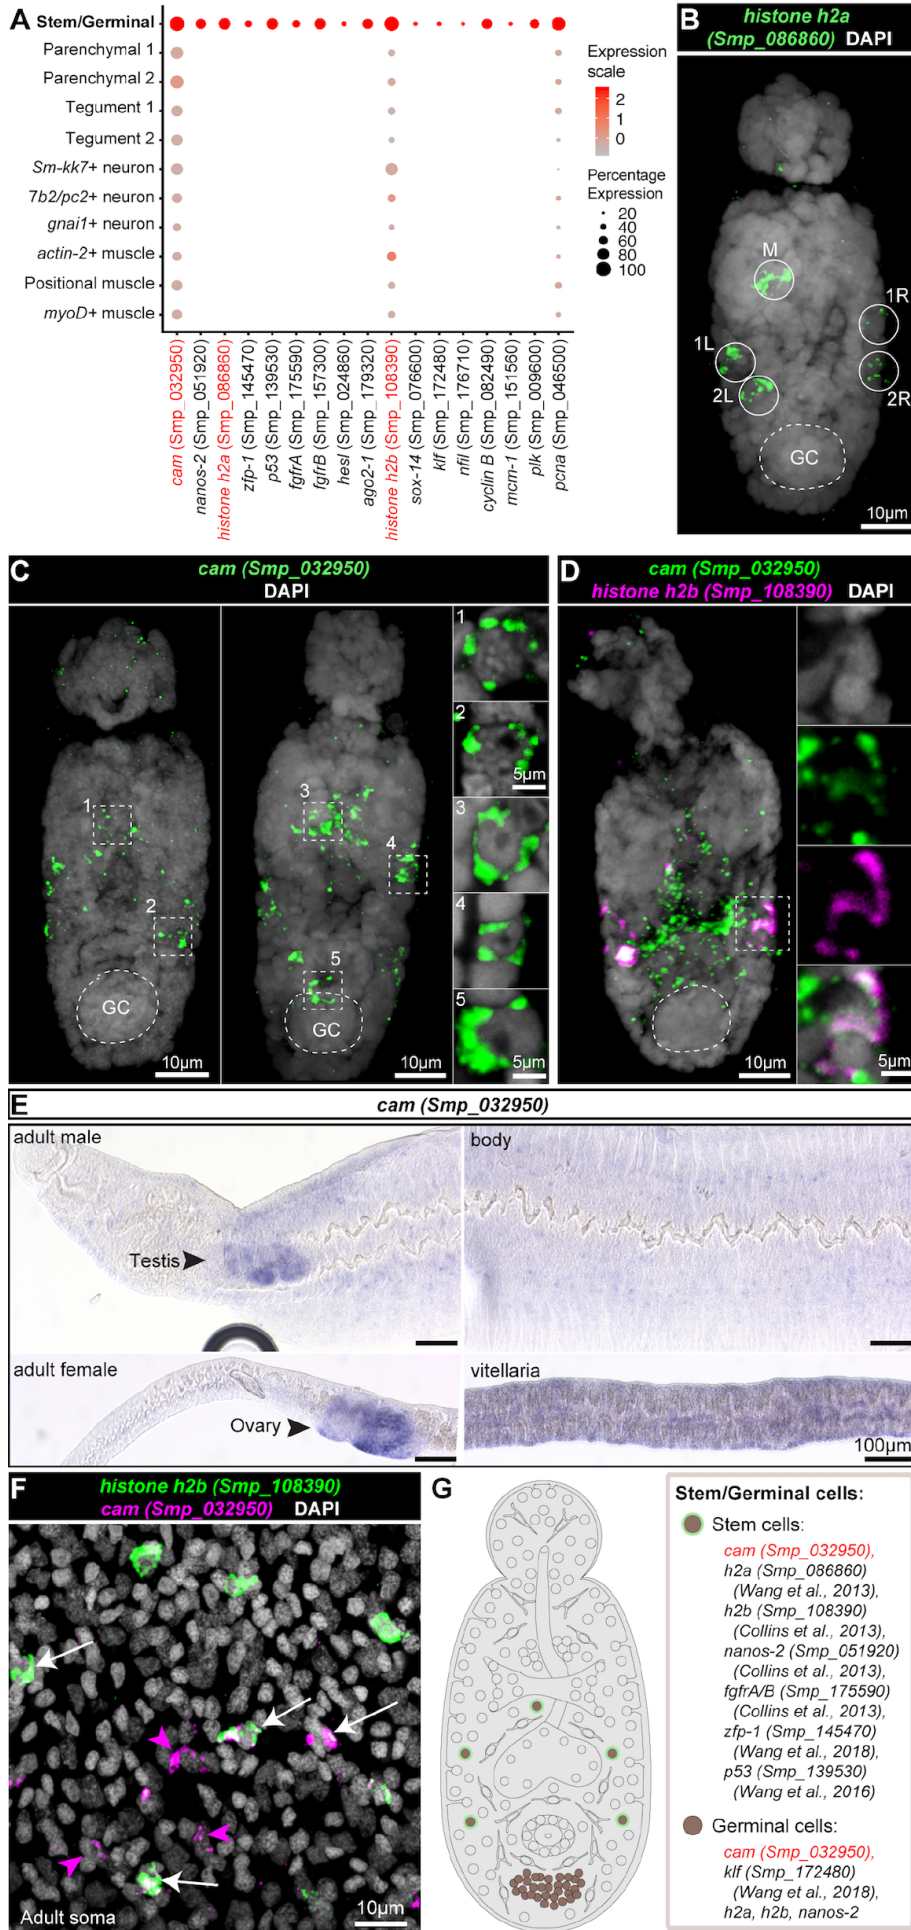 A
Stem/Germinal
Parenchymal 1
Parenchymal 2
Tegument 1
Tegument 2
Sm-kk7+ neuron
7b2/pc2+ neuron
gnai1+ neuron
actin-2+ muscle
Positional muscle
myoD+ muscle
cam (Smp_032950)
nanos-2 (Smp_051920)
histone h2a (Smp_086860)
zfp-1 (Smp_145470)
p53 (Smp_139530)
fgfrA (Smp_175590)
fgfrB (Smp_157300)
hesl (Smp_024860)
ago2-1 (Smp_179320)
histone h2b (Smp_108390)
sox-14 (Smp_076600)
klf (Smp_172480)
nfil (Smp_176710)
cyclin B (Smp_082490)
mcm-1 (Smp_151560)
plk (Smp_009600)
pcna (Smp_046500)
Expression
scale
2
1
0
Percentage
Expression
20
40
60
80
100
B
histone h2a
(Smp_086860) DAPI
M
1R
1L
2L
2R
GC
10µm
C
cam (Smp_032950)
DAPI
1
2
GC
10µm
3
4
5
GC
10µm
1
2
5µm
3
4
5
5µm
D
cam (Smp_032950)
histone h2b (Smp_108390) DAPI
10µm
5µm
E
cam (Smp_032950)
adult male
body
Testis
adult female
vitellaria
Ovary
100µm
F
histone h2b (Smp_108390)
cam (Smp_032950) DAPI
Adult soma
10µm
G
Stem/Germinal cells:
Stem cells:
cam (Smp_032950),
h2a (Smp_086860)
(Wang et al., 2013),
h2b (Smp_108390)
(Collins et al., 2013),
nanos-2 (Smp_051920)
(Collins et al., 2013),
fgfrA/B (Smp_175590)
(Collins et al., 2013),
zfp-1 (Smp_145470)
(Wang et al., 2018),
p53 (Smp_139530)
(Wang et al., 2016)
Germinal cells:
cam (Smp_032950),
klf (Smp_172480)
(Wang et al., 2018),
h2a, h2b, nanos-2